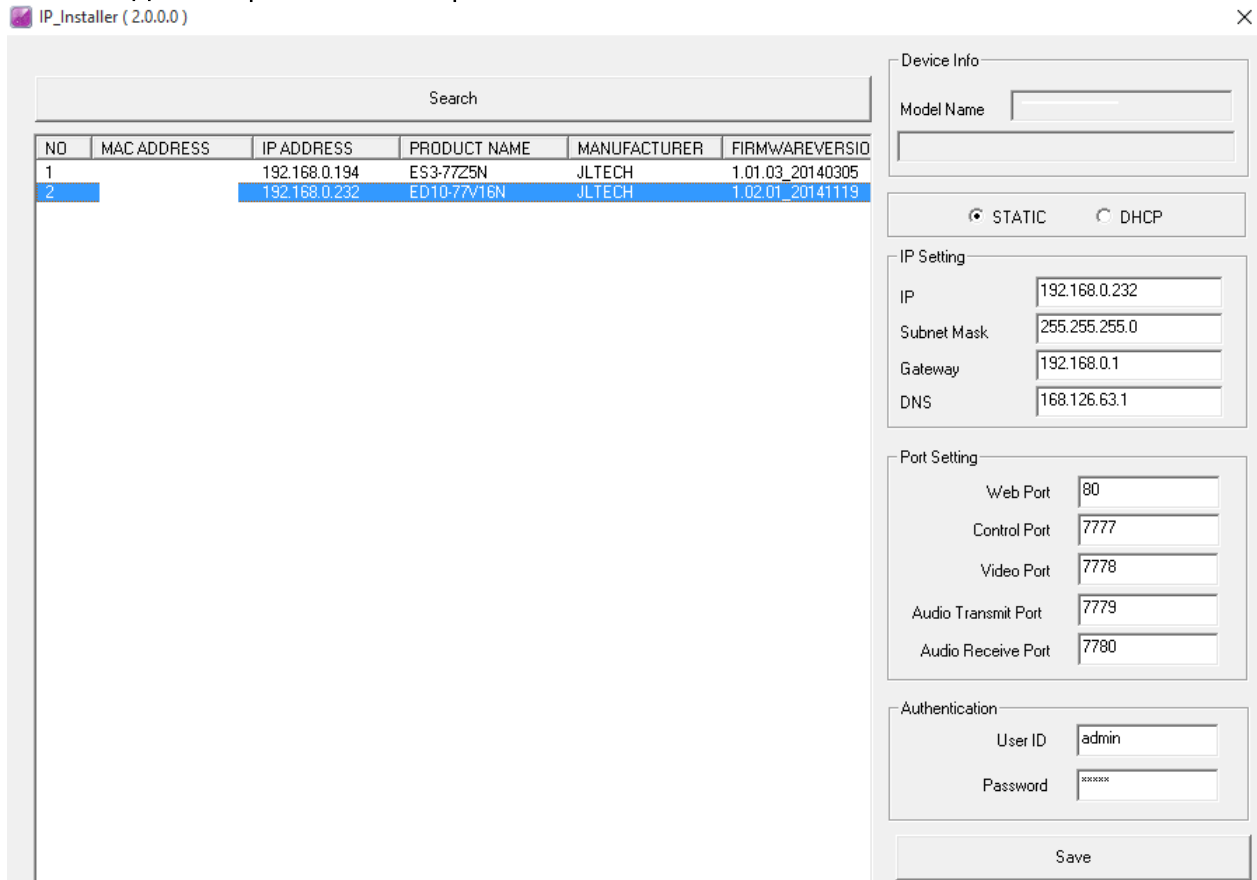 IP_Installer ( 2.0.0.0 )
Search
NO MAC ADDRESS IP ADDRESS PRODUCT NAME MANUFACTURER FIRMWAREVERSIO
1 192.168.0.194 ES3-77Z5N JLTECH 1.01.03_20140305
2 192.168.0.232 ED10-77V16N JLTECH 1.02.01_20141119
Device Info
Model Name
STATIC DHCP
IP Setting
IP 192.168.0.232
Subnet Mask 255.255.255.0
Gateway 192.168.0.1
DNS 168.126.63.1
Port Setting
Web Port 80
Control Port 7777
Video Port 7778
Audio Transmit Port 7779
Audio Receive Port 7780
Authentication
User ID admin
Password xxxxx
Save